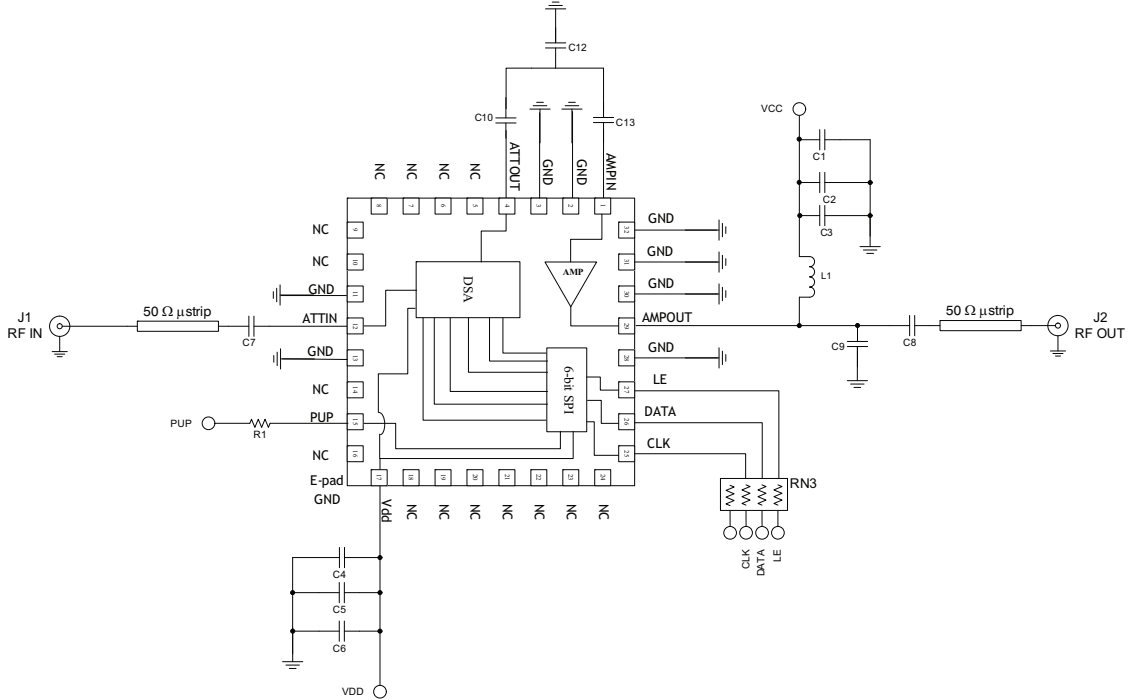 C12
C10
C13
VCC
C1
C2
C3
L1
NC
NC
NC
NC
ATTOUT
GND
GND
AMPIN
8
7
6
5
4
3
2
1
NC
9
NC
10
GND
11
J1
RF IN
50 Ω µstrip
C7
ATTIN
12
GND
13
NC
14
PUP
R1
PUP
15
NC
16
E-pad
GND
DSA
AMP
6-bit SPI
32
GND
31
GND
30
GND
29
AMPOUT
28
GND
27
LE
26
DATA
25
CLK
C9
C8
50 Ω µstrip
J2
RF OUT
RN3
CLK
DATA
LE
17
18
19
20
21
22
23
24
Vdd
NC
NC
NC
NC
NC
NC
NC
C4
C5
C6
VDD